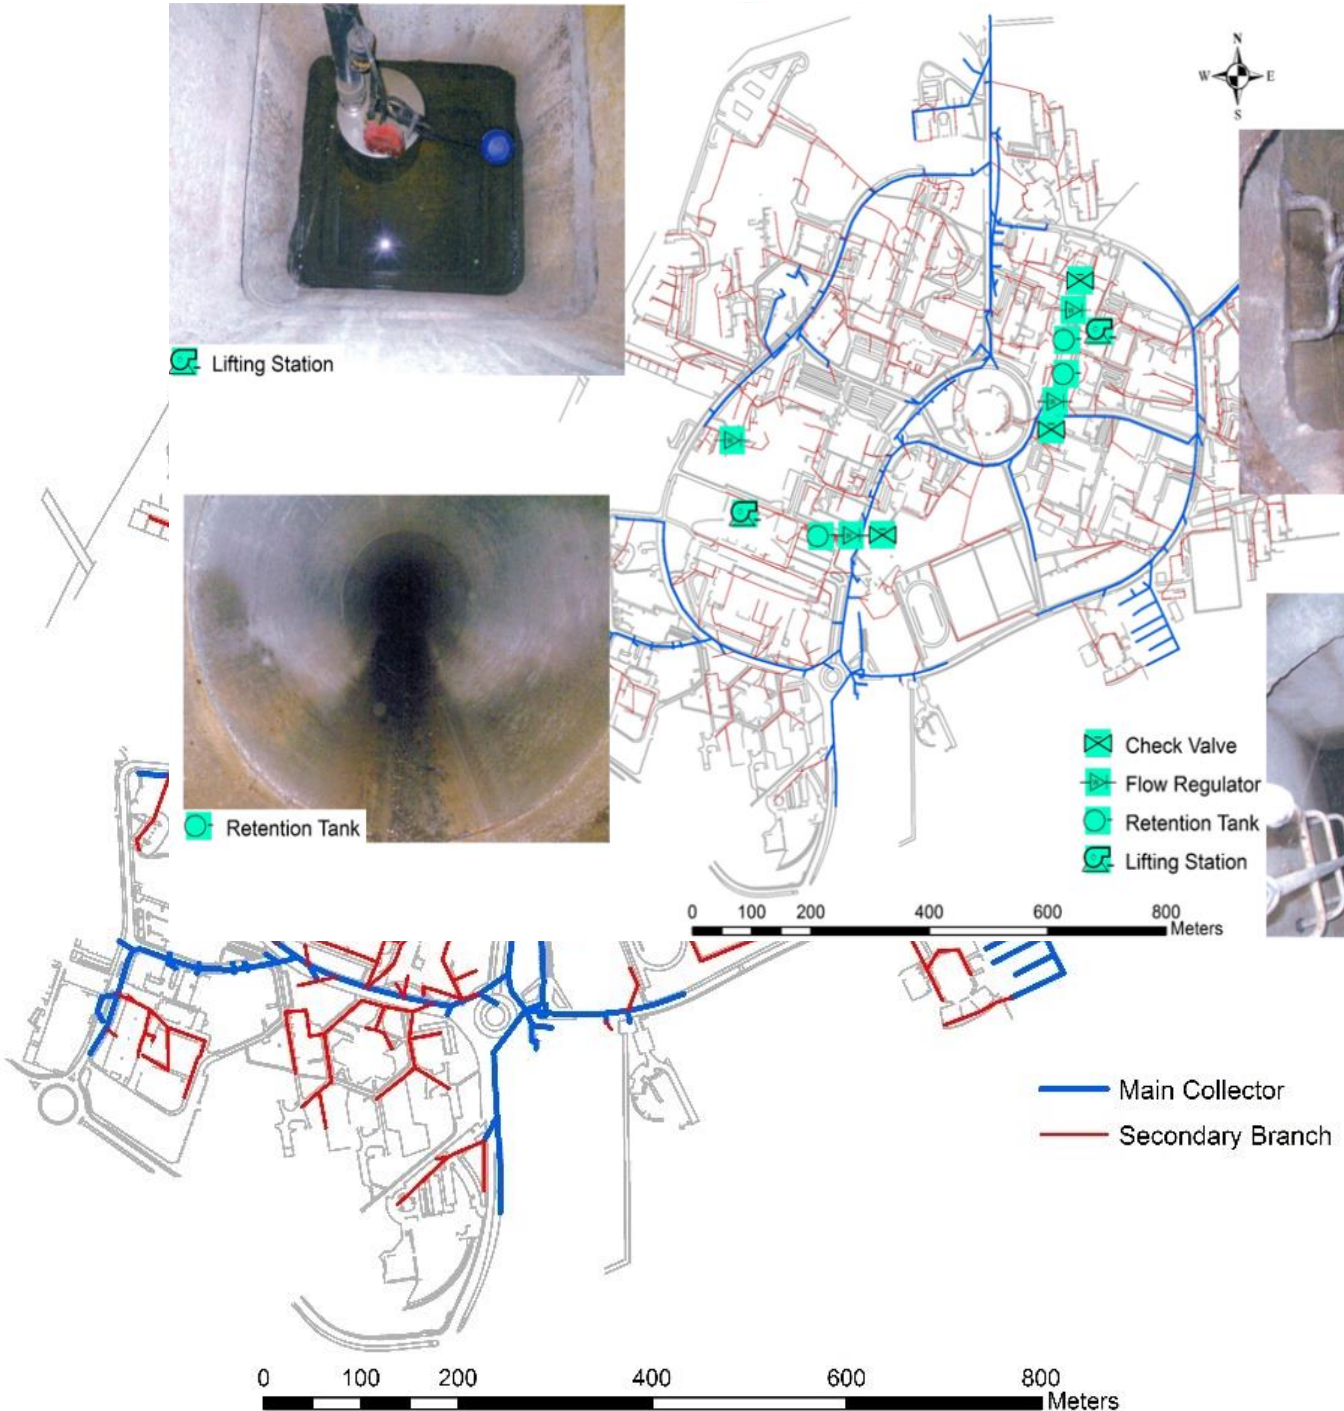 N
W E
S
Lifting Station
Retention Tank
Check Valve
Flow Regulator
Retention Tank
Lifting Station
0 100 200 400 600 800
Meters
Main Collector
Secondary Branch
0 100 200 400 600 800
Meters